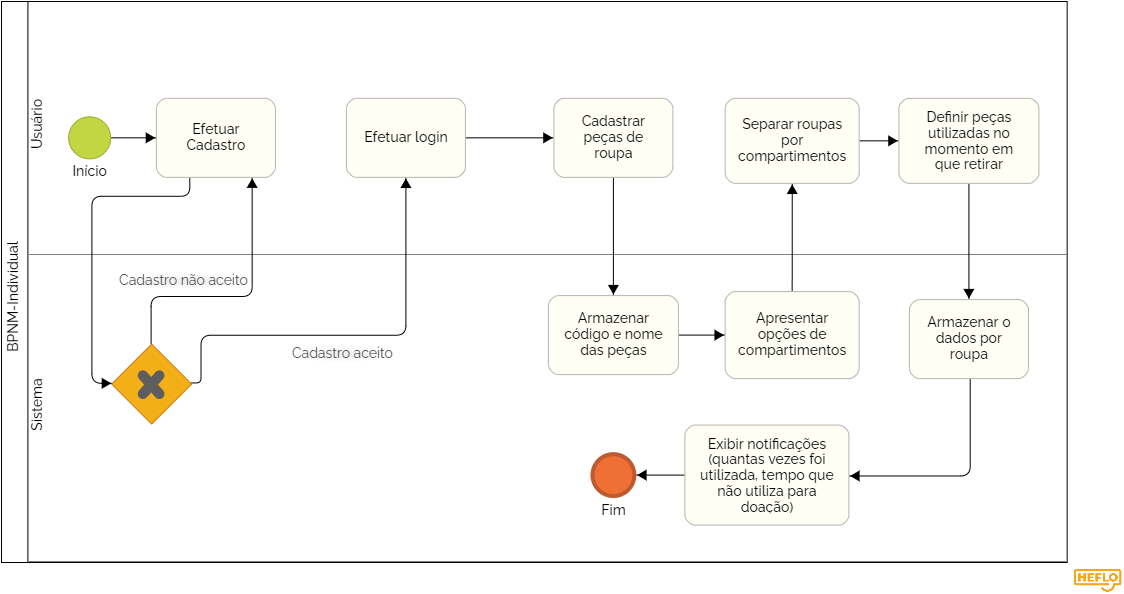 BPNM-Individual
Usuário
Início
Efetuar
Cadastro
Efetuar login
Cadastrar
peças de
roupa
Separar roupas
por
compartimentos
Definir peças
utilizadas no
momento em
que retirar
Sistema
Cadastro não aceito
Cadastro aceito
Armazenar
código e nome
das peças
Apresentar
opções de
compartimentos
Armazenar o
dados por
roupa
Exibir notificações
(quantas vezes foi
utilizada, tempo que
não utiliza para
doação)
Fim
HEFLO